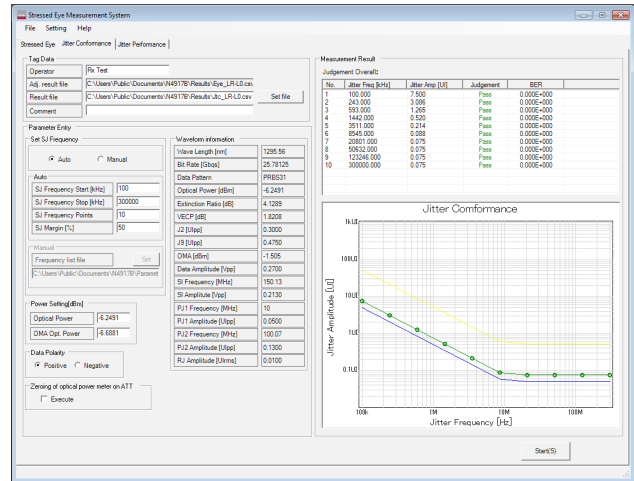 Stressed Eye Measurement System
File Setting Help
Stressed Eye Jitter Conformance Jitter Performance
Tag Data
Operator Rx Test
Adj. result file C:\Users\Public\Documents\N4917B\Results\Eye_LR-L0.csv
Result file C:\Users\Public\Documents\N4917B\Results\Jtc_LR-L0.csv Set file
Comment
Parameter Entiy
Set SJ Frequency
Auto Manual
Auto
SJ Frequency Start [kHz] 100
SJ Frequency Stop [kHz] 300000
SJ Frequency Points 10
SJ Margin [%] 50
Manual
Frequency list file Set
C:\Users\Public\Documents\N4917B\Paramet
Power Setting[dBm]
Optical Power -6.2491
OMA Opt. Power -6.6881
Data Polarity
Positive Negative
Zeroing of optical power meter on ATT
Execute
Waveform information
Wave Length [nm] 1295.56
Bit Rate [Gbqs] 25.78125
Data Pattern PRBS31
Optical Power [dBm] -6.2491
Extinction Ratio [dB] 4.1289
VECP [dB] 1.8208
J2 [UIpp] 0.3000
J9 [UIpp] 0.4750
OMA [dBm] -1.505
Data Amplitude [Vpp] 0.2700
SI Frequency [MHz] 150.13
SI Amplitude [Vpp] 0.2130
PJ1 Frequency [MHz] 10
PJ1 Amplitude [UIpp] 0.0500
PJ2 Frequency [MHz] 100.07
PJ2 Amplitude [UIpp] 0.1300
RJ Amplitude [UIrms] 0.0100
Measurement Result
Judgement Overall:
No. Jitter Freq [kHz] Jitter Amp [UI] Judgement BER
1 100.000 7.500 Pass 0.000E+000
2 243.000 3.086 Pass 0.000E+000
3 593.000 1.265 Pass 0.000E+000
4 1442.000 0.520 Pass 0.000E+000
5 3511.000 0.214 Pass 0.000E+000
6 8545.000 0.088 Pass 0.000E+000
7 20801.000 0.075 Pass 0.000E+000
8 50632.000 0.075 Pass 0.000E+000
9 123246.000 0.075 Pass 0.000E+000
10 300000.000 0.075 Pass 0.000E+000
Jitter Comformance
Jitter Amplitude [UI]
1kUI
100UI
10UI
1UI
0.1UI
100k 1M 10M 100M
Jitter Frequency [Hz]
Start(S)